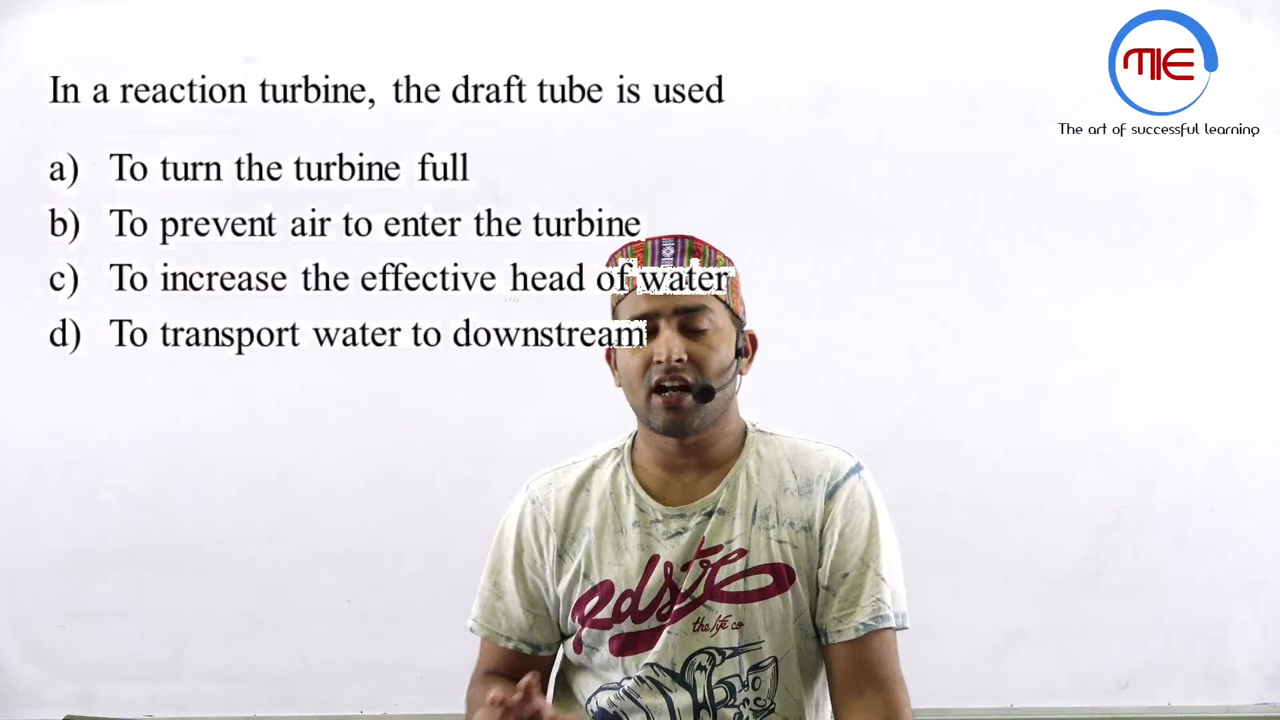 MIE
The art of successful learning
In a reaction turbine, the draft tube is used
a) To turn the turbine full
b) To prevent air to enter the turbine
c) To increase the effective head of water
d) To transport water to downstream
the life co